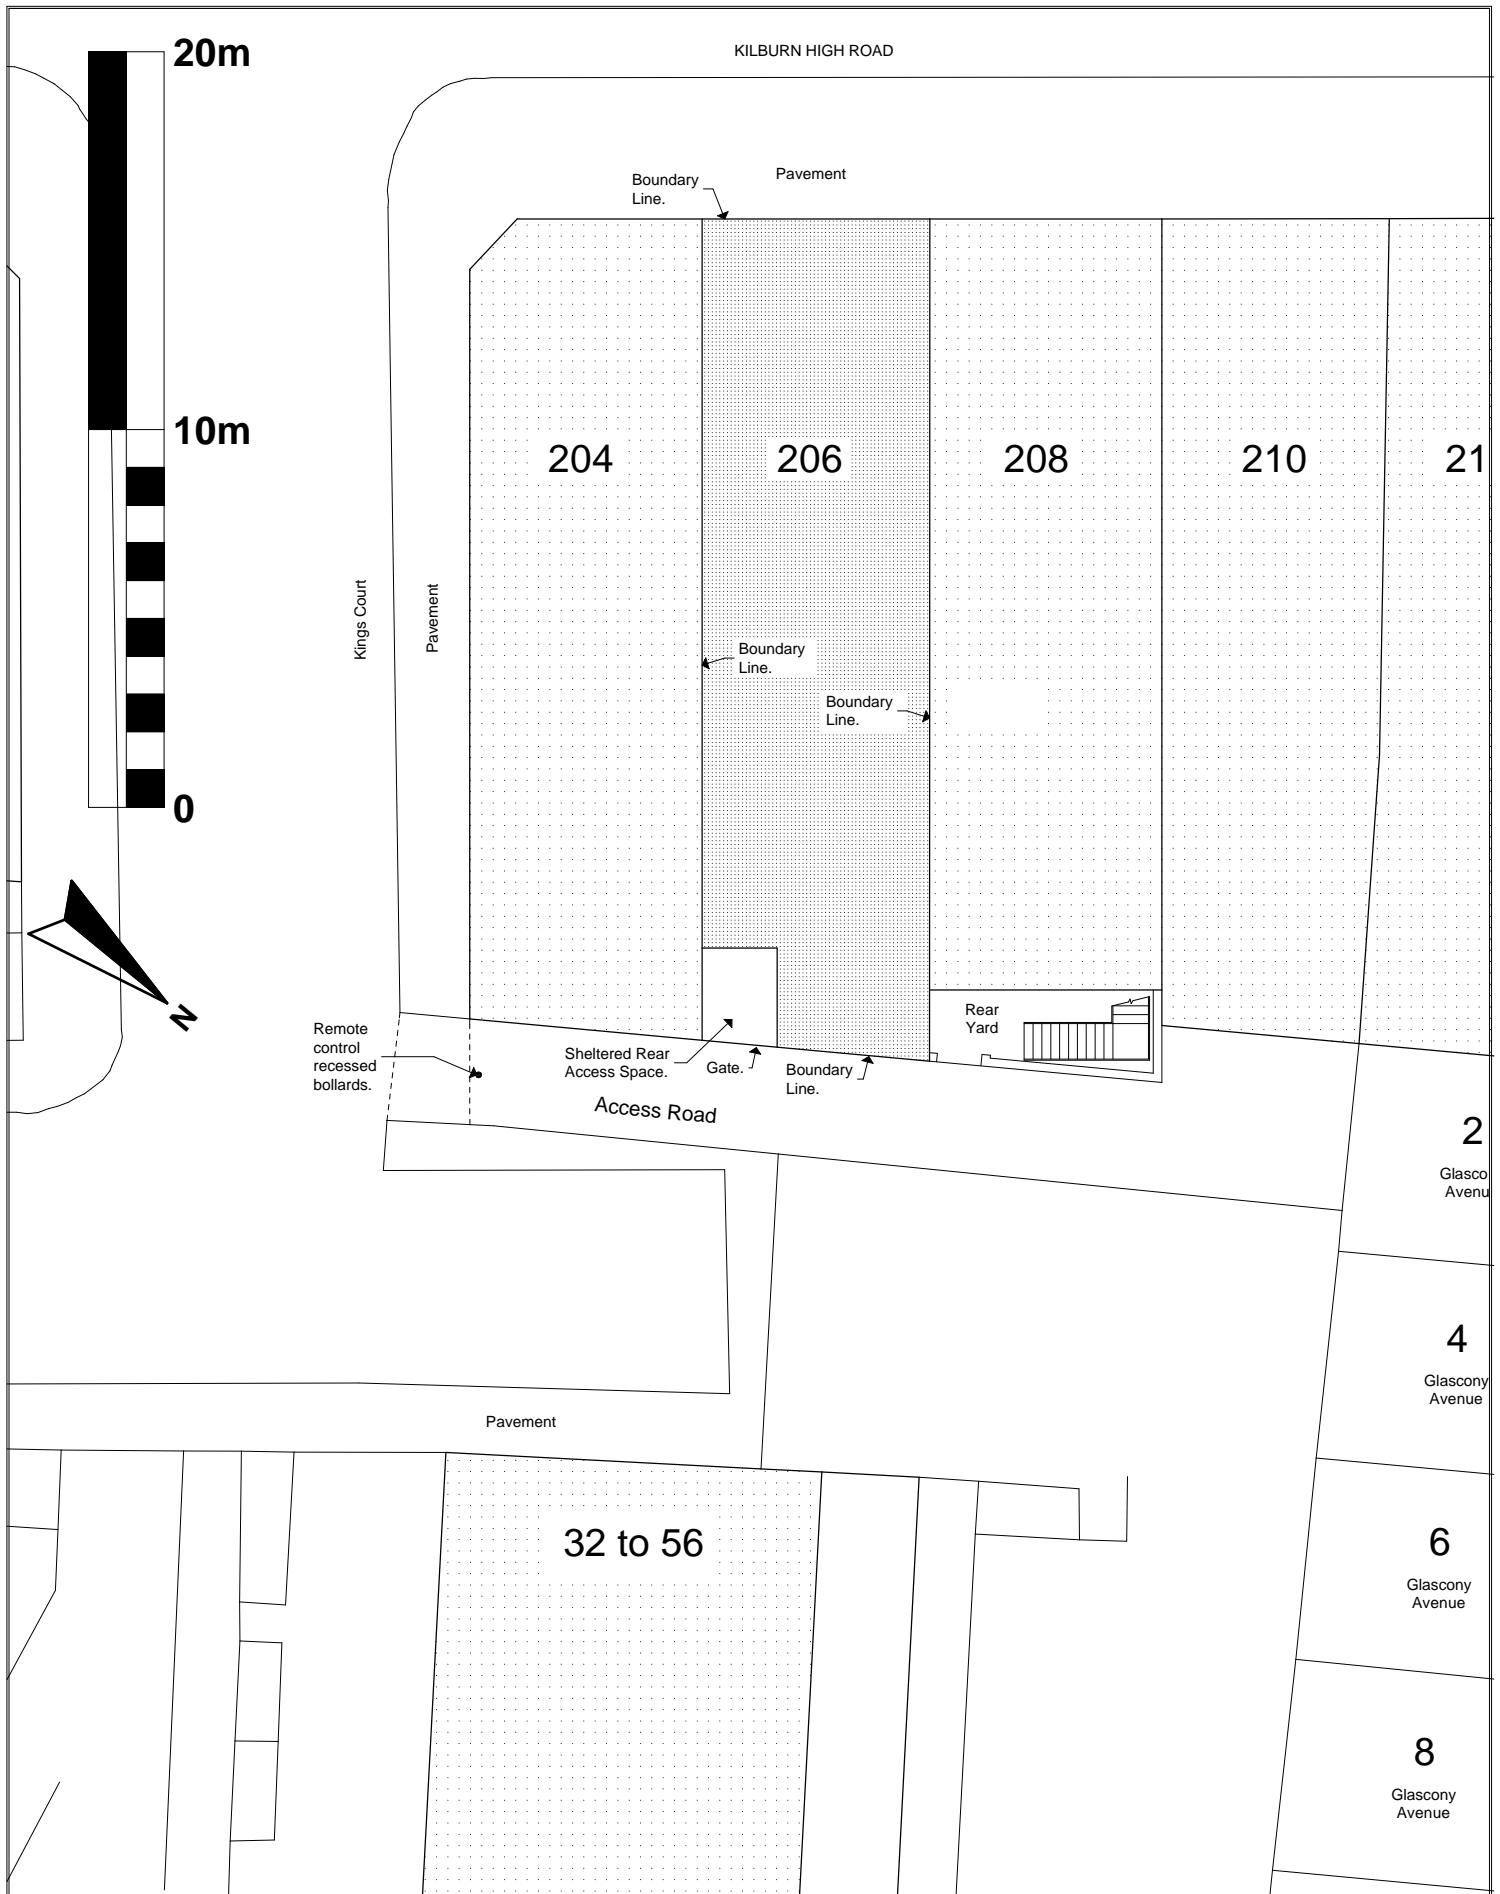 20m
KILBURN HIGH ROAD
Boundary
Line.
Pavement
10m
204
206
208
210
21
Kings Court
Pavement
Boundary
Line.
Boundary
Line.
0
N
Remote
control
recessed
bollards.
Sheltered Rear
Access Space.
Gate.
Boundary
Line.
Rear
Yard
Access Road
2
Glasco
Avenu
4
Glascony
Avenue
Pavement
32 to 56
6
Glascony
Avenue
8
Glascony
Avenue